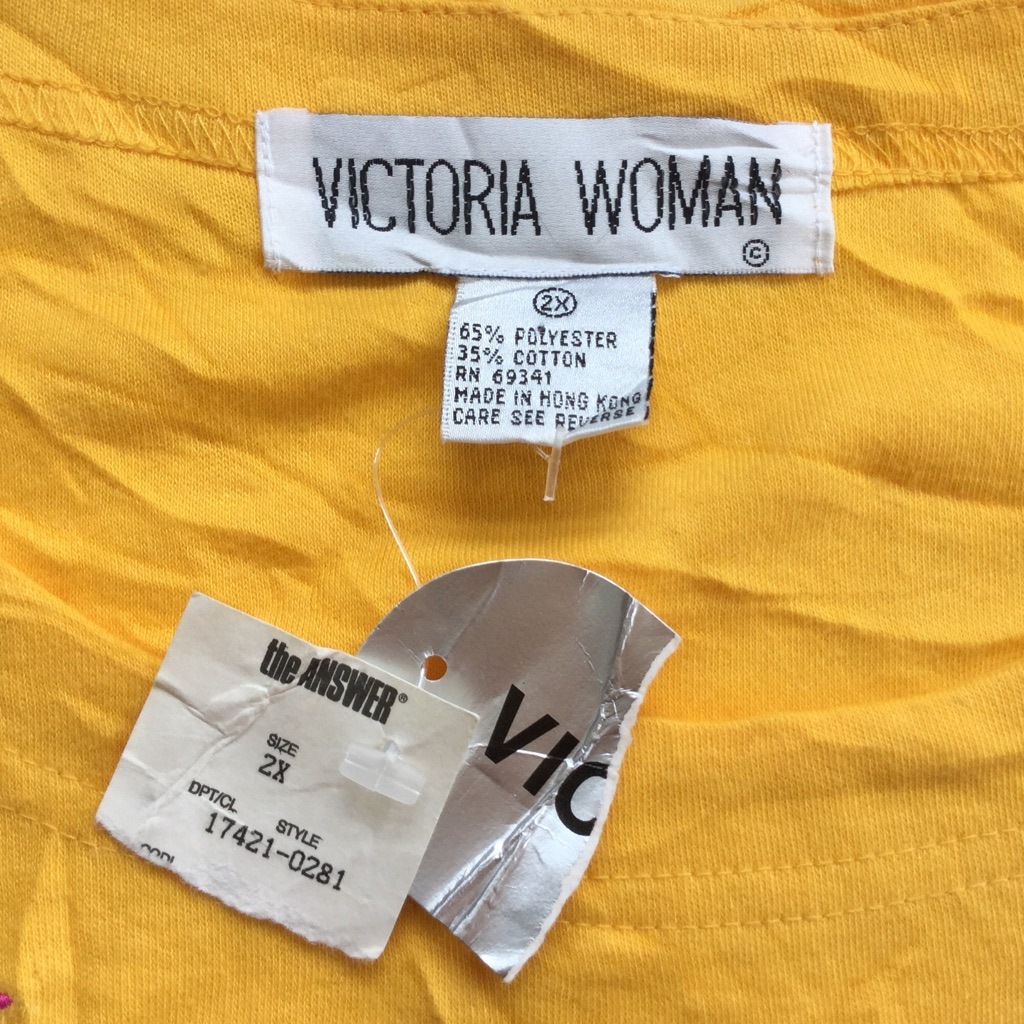 VICTORIA WOMAN
©
2X
65% POLYESTER
35% COTTON
RN 69341
MADE IN HONG KONG
CARE SEE REVERSE
the ANSWER®
SIZE
2X
DPT/CL STYLE
17421-0281
VIC